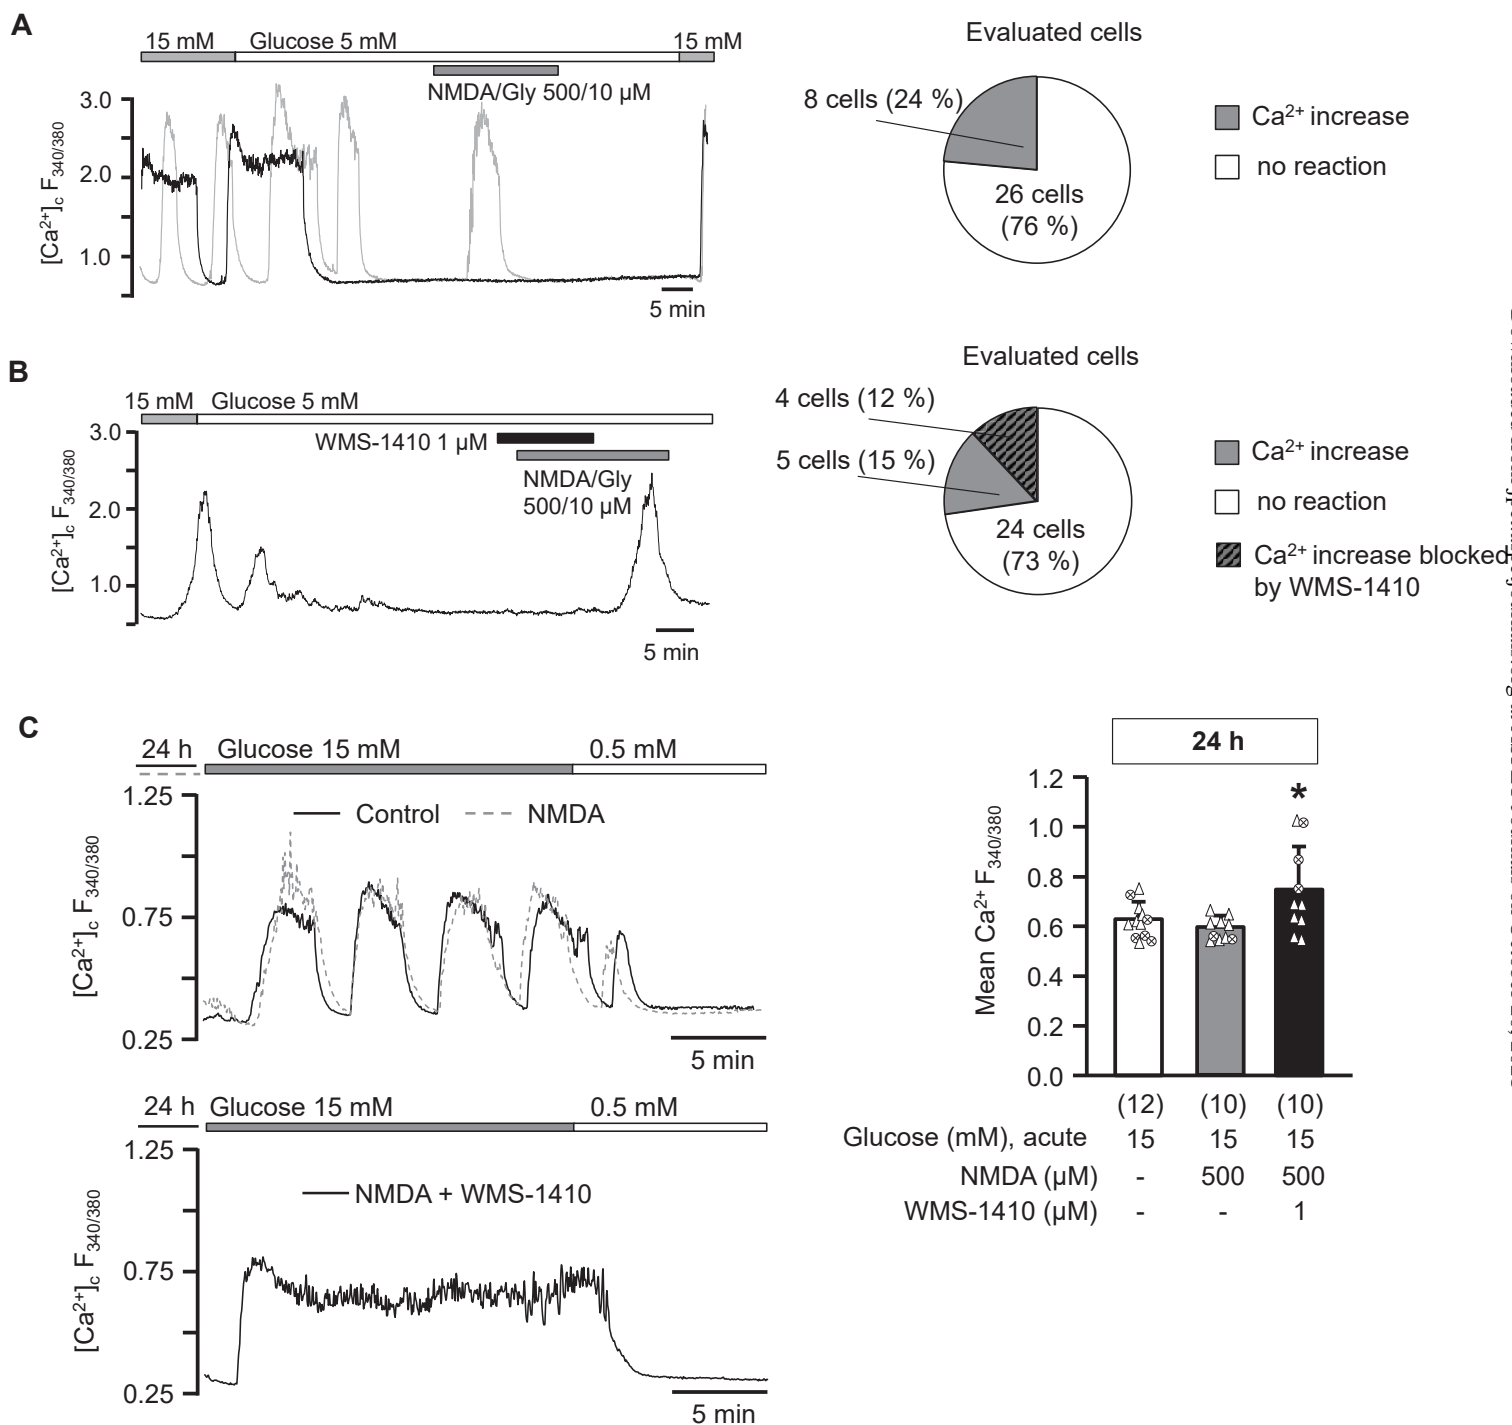 A
15 mM
Glucose 5 mM
15 mM
NMDA/Gly 500/10 µM
3.0
2.0
1.0
[Ca²⁺]c F340/380
5 min
Evaluated cells
8 cells (24 %)
26 cells
(76 %)
Ca²⁺ increase
no reaction
B
15 mM
Glucose 5 mM
WMS-1410 1 µM
NMDA/Gly
500/10 µM
3.0
2.0
1.0
[Ca²⁺]c F340/380
5 min
Evaluated cells
4 cells (12 %)
5 cells (15 %)
24 cells
(73 %)
Ca²⁺ increase
no reaction
Ca²⁺ increase blocked
by WMS-1410
C
24 h
Glucose 15 mM
0.5 mM
1.25
0.75
0.25
[Ca²⁺]c F340/380
Control
NMDA
5 min
24 h
Glucose 15 mM
0.5 mM
1.25
0.75
0.25
[Ca²⁺]c F340/380
NMDA + WMS-1410
5 min
24 h
1.2
1.0
0.8
0.6
0.4
0.2
0.0
Mean Ca²⁺ F340/380
*
(12) (10) (10)
Glucose (mM), acute 15 15 15
NMDA (µM) - 500 500
WMS-1410 (µM) - - 1